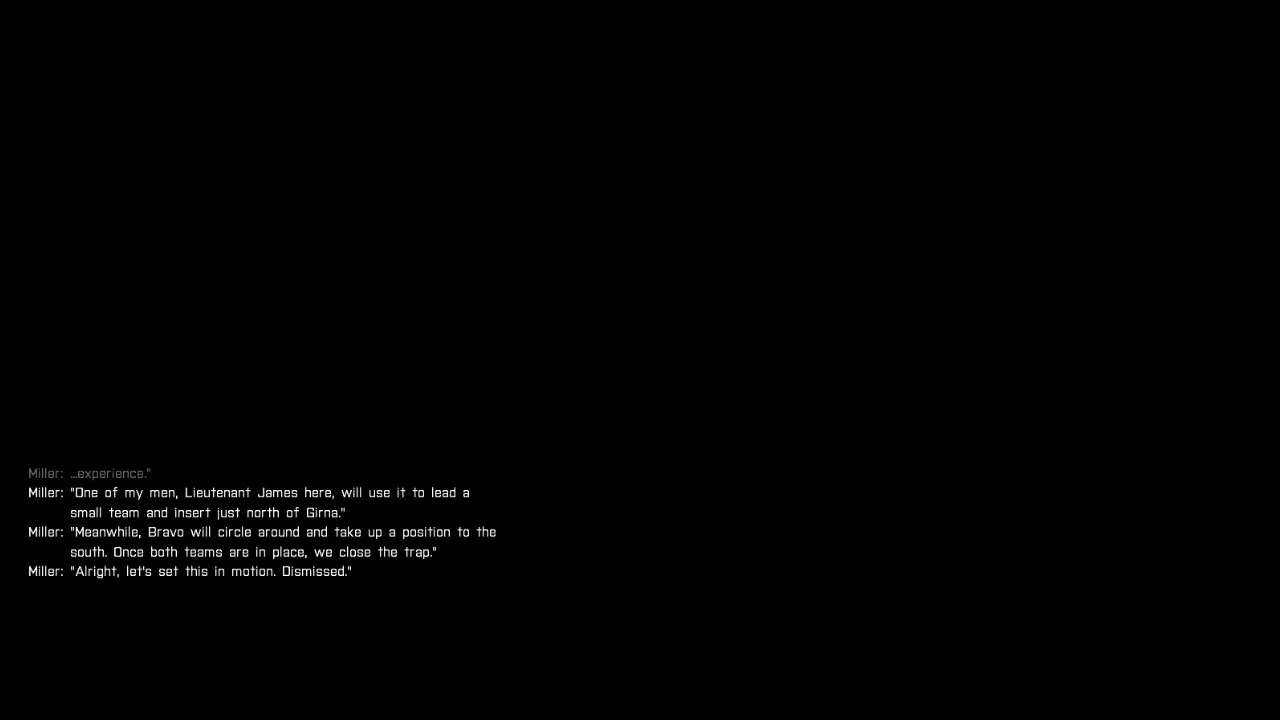 Miller: ...experience."
Miller: "One of my men, Lieutenant James here, will use it to lead a
small team and insert just north of Girna."
Miller: "Meanwhile, Bravo will circle around and take up a position to the
south. Once both teams are in place, we close the trap."
Miller: "Alright, let's set this in motion. Dismissed."